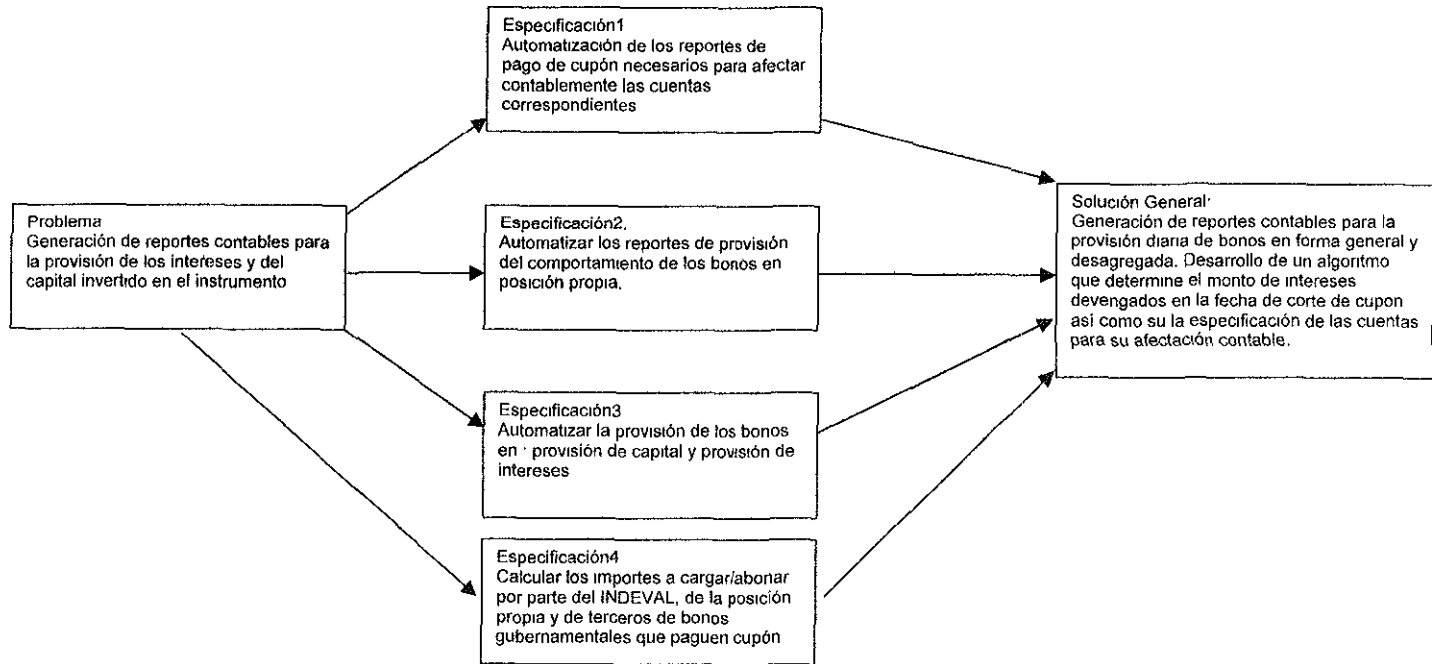 Especificación1
Automatización de los reportes de
pago de cupón necesarios para afectar
contablemente las cuentas
correspondientes
Problema
Generación de reportes contables para
la provisión de los intereses y del
capital invertido en el instrumento
Especificación2.
Automatizar los reportes de provisión
del comportamiento de los bonos en
posición propia.
Especificación3
Automatizar la provisión de los bonos
en · provisión de capital y provisión de
intereses
Especificación4
Calcular los importes a cargar/abonar
por parte del INDEVAL, de la posición
propia y de terceros de bonos
gubernamentales que paguen cupón
Solución General·
Generación de reportes contables para la
provisión diaria de bonos en forma general y
desagregada. Desarrollo de un algoritmo
que determine el monto de intereses
devengados en la fecha de corte de cupon
asi como su la especificación de las cuentas
para su afectación contable.